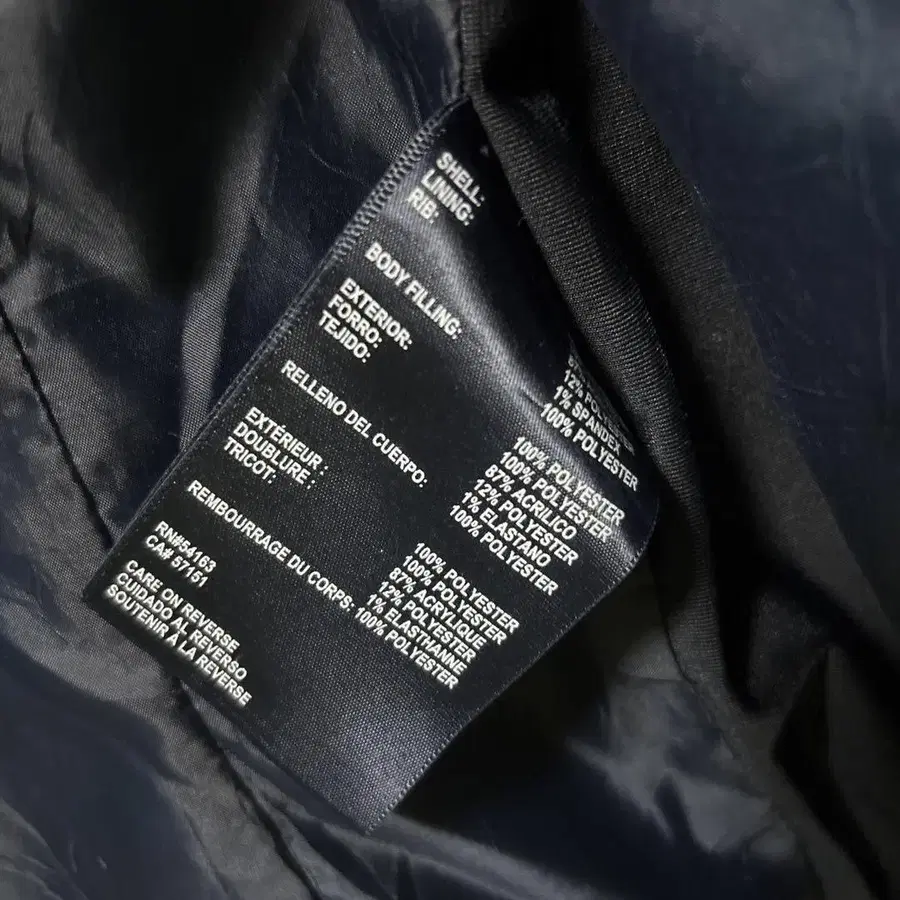 SHELL:
LINING:
RIB:
BODY FILLING:
12%
1% SPANDEX
100% POLYESTER
EXTERIOR:
FORRO:
TEJIDO:
RELLENO DEL CUERPO:
100% POLYESTER
100% POLYESTER
87% ACRILICO
12% POLYESTER
1% ELASTANO
100% POLYESTER
EXTÉRIEUR :
DOUBLURE :
TRICOT:
REMBOURRAGE DU CORPS:
100% POLYESTER
100% POLYESTER
87% ACRYLIQUE
12% POLYESTER
1% ELASTHANNE
100% POLYESTER
RN#54163
CA# 57151
CARE ON REVERSE
CUIDADO AL REVERSO
SOUTENIR À LA REVERSE